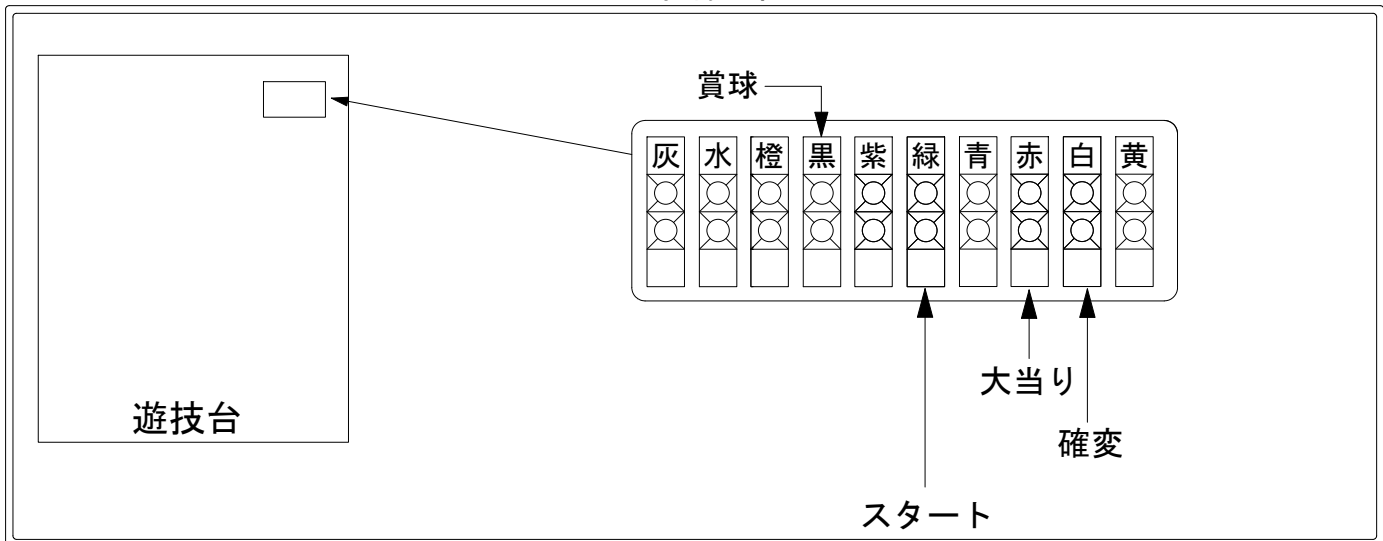 賞球
灰 水 橙 黒 紫 緑 青 赤 白 黄
大当り
遊技台
確変
スタート